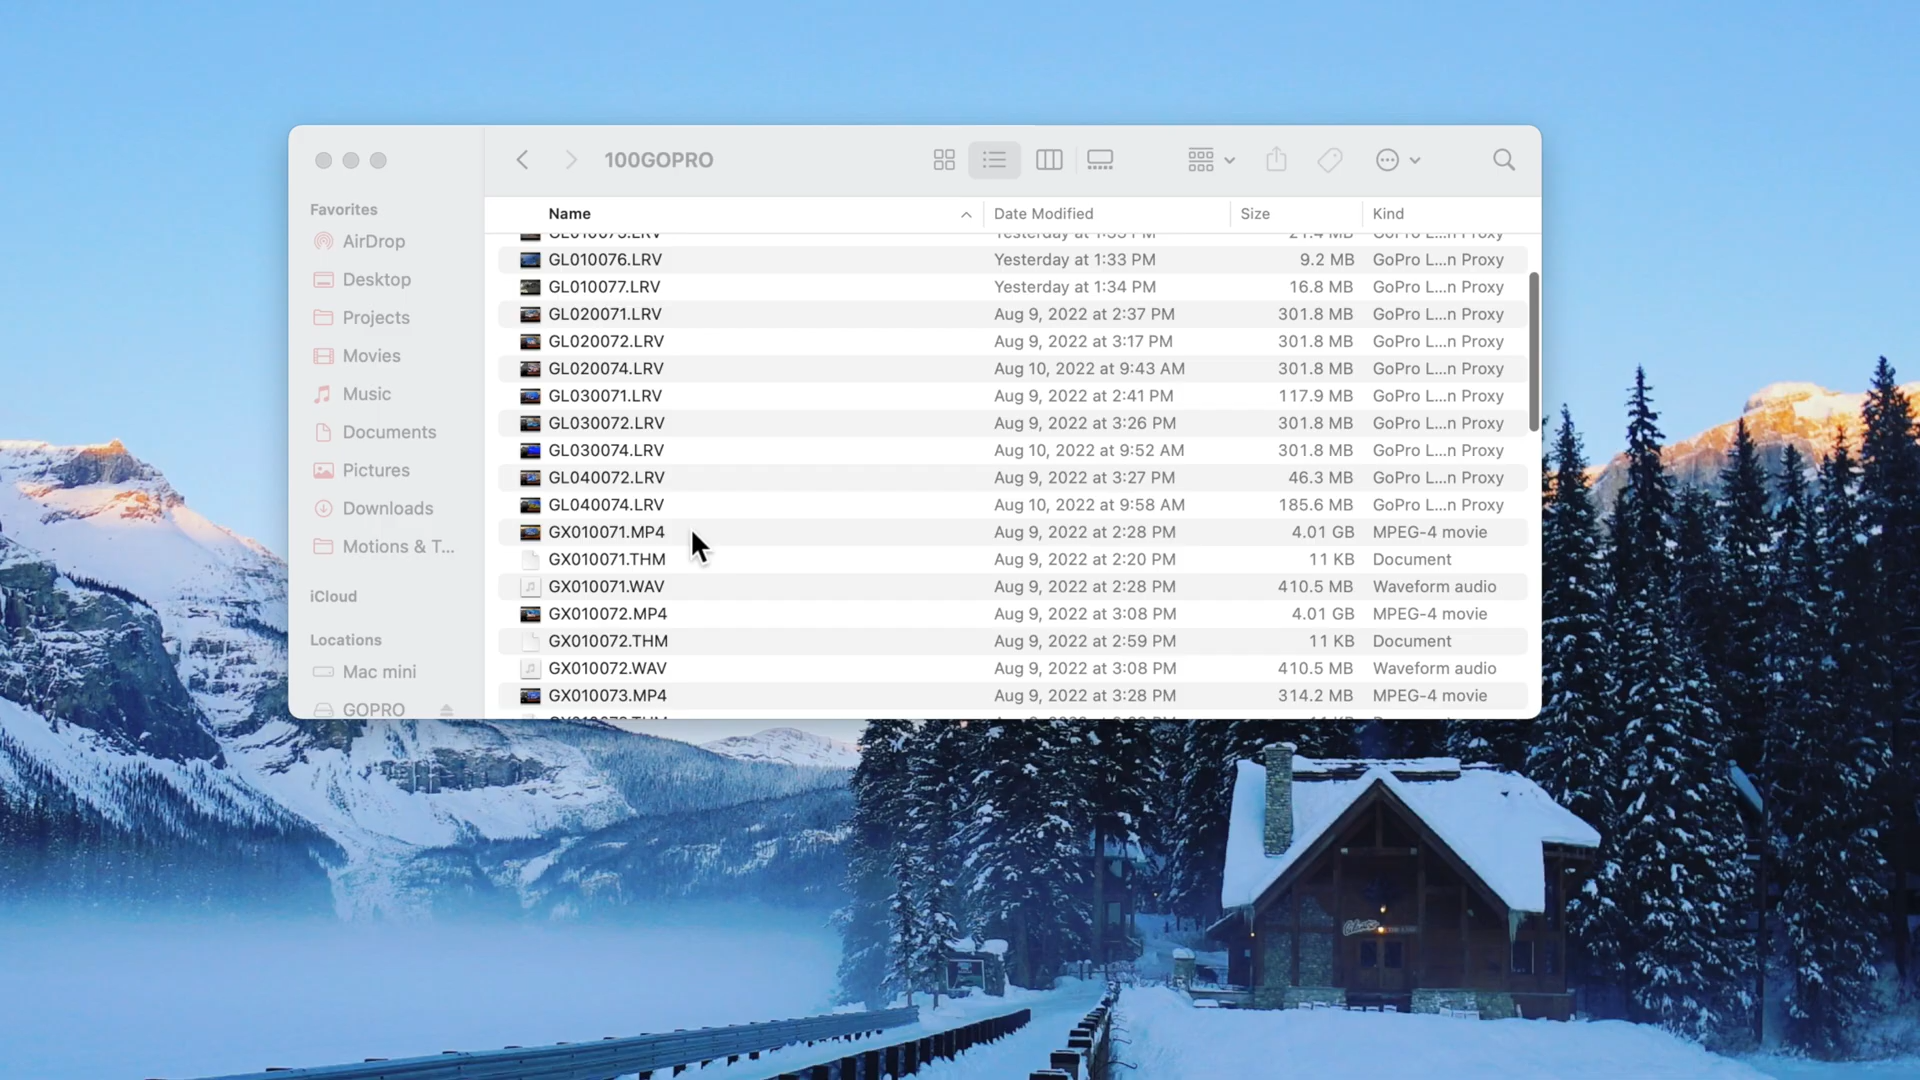 100GOPRO
Favorites
AirDrop
Desktop
Projects
Movies
Music
Documents
Pictures
Downloads
Motions & T...
iCloud
Locations
Mac mini
GOPRO
Name Date Modified Size Kind
GL010076.LRV Yesterday at 1:33 PM 9.2 MB GoPro L...n Proxy
GL010077.LRV Yesterday at 1:34 PM 16.8 MB GoPro L...n Proxy
GL020071.LRV Aug 9, 2022 at 2:37 PM 301.8 MB GoPro L...n Proxy
GL020072.LRV Aug 9, 2022 at 3:17 PM 301.8 MB GoPro L...n Proxy
GL020074.LRV Aug 10, 2022 at 9:43 AM 301.8 MB GoPro L...n Proxy
GL030071.LRV Aug 9, 2022 at 2:41 PM 117.9 MB GoPro L...n Proxy
GL030072.LRV Aug 9, 2022 at 3:26 PM 301.8 MB GoPro L...n Proxy
GL030074.LRV Aug 10, 2022 at 9:52 AM 301.8 MB GoPro L...n Proxy
GL040072.LRV Aug 9, 2022 at 3:27 PM 46.3 MB GoPro L...n Proxy
GL040074.LRV Aug 10, 2022 at 9:58 AM 185.6 MB GoPro L...n Proxy
GX010071.MP4 Aug 9, 2022 at 2:28 PM 4.01 GB MPEG-4 movie
GX010071.THM Aug 9, 2022 at 2:20 PM 11 KB Document
GX010071.WAV Aug 9, 2022 at 2:28 PM 410.5 MB Waveform audio
GX010072.MP4 Aug 9, 2022 at 3:08 PM 4.01 GB MPEG-4 movie
GX010072.THM Aug 9, 2022 at 2:59 PM 11 KB Document
GX010072.WAV Aug 9, 2022 at 3:08 PM 410.5 MB Waveform audio
GX010073.MP4 Aug 9, 2022 at 3:28 PM 314.2 MB MPEG-4 movie